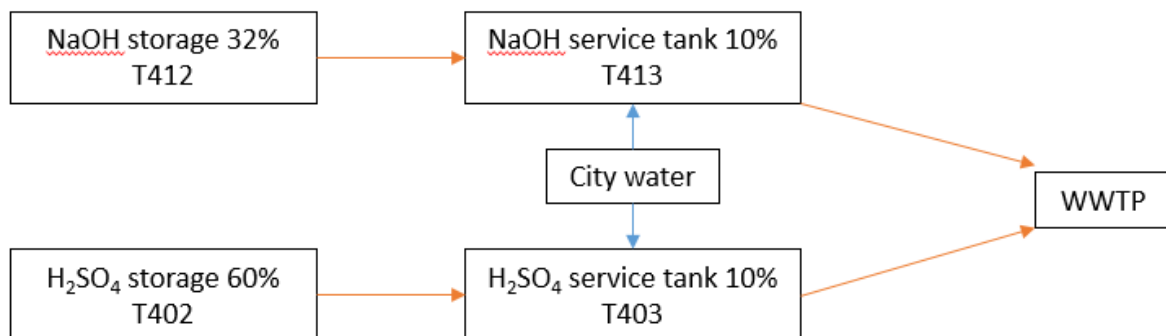 NaOH storage 32%
T412
NaOH service tank 10%
T413
City water
WWTP
H₂SO₄ storage 60%
T402
H₂SO₄ service tank 10%
T403